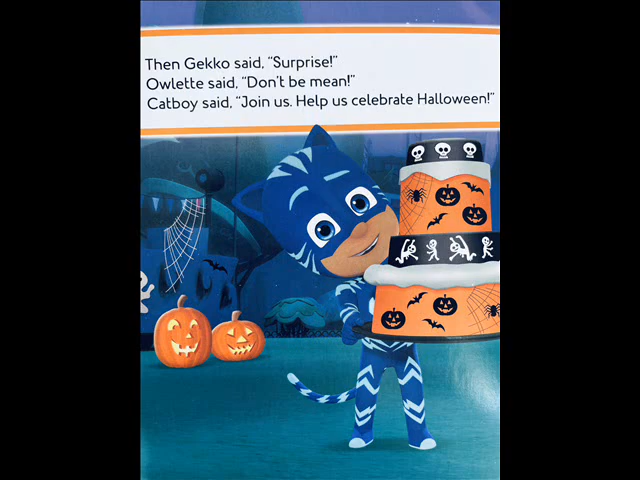 Then Gekko said, “Surprise!”
Owlette said, “Don’t be mean!”
Catboy said, “Join us. Help us celebrate Halloween!”